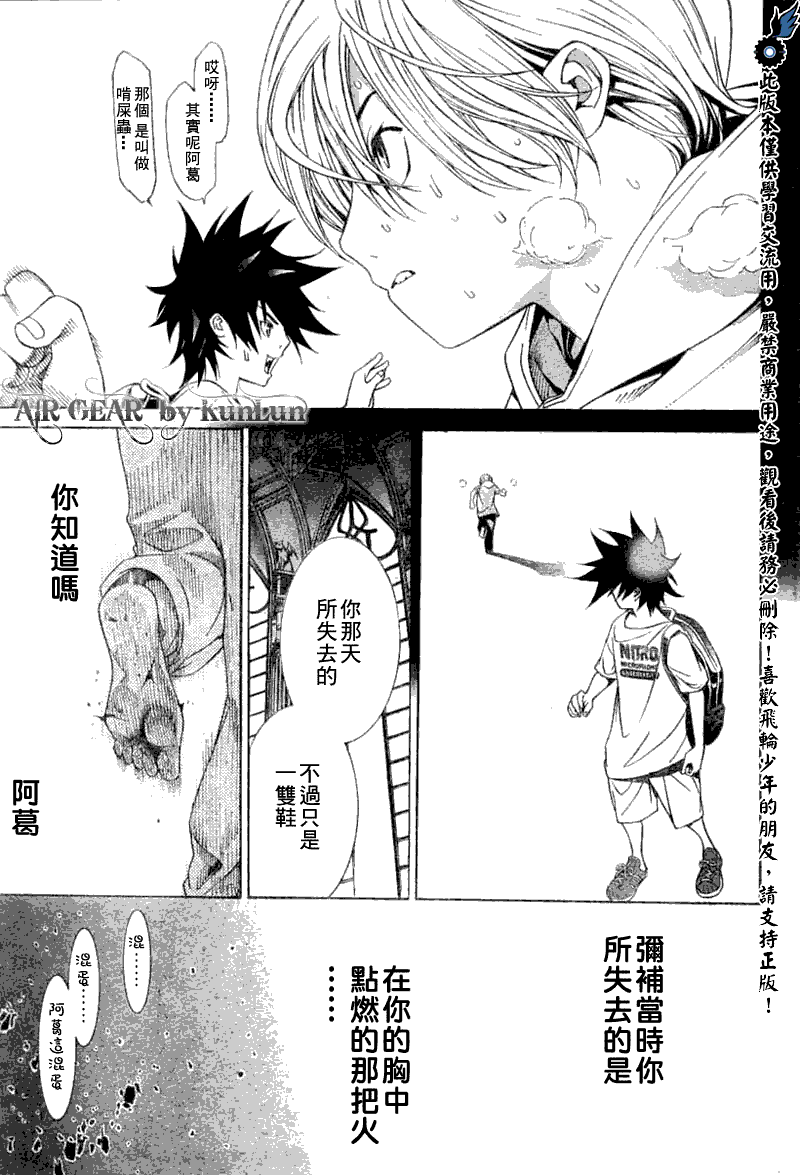 哎呀……
其實呢阿葛
那個 是叫做
啃屎蟲…
AIR GEAR by KunLun
NITRO
MICROPHONE
UNDERGROUND
你那天
所失去的
不過只是
一雙鞋
你知道嗎
阿葛
彌補當時你
所失去的是
在你的胸中
點燃的那把火
……
混……
混蛋……
阿葛這混蛋
此版本僅供學習交流用，嚴禁商業用途，觀看後請務必刪除！喜歡飛輪少年的朋友，請支持正版！